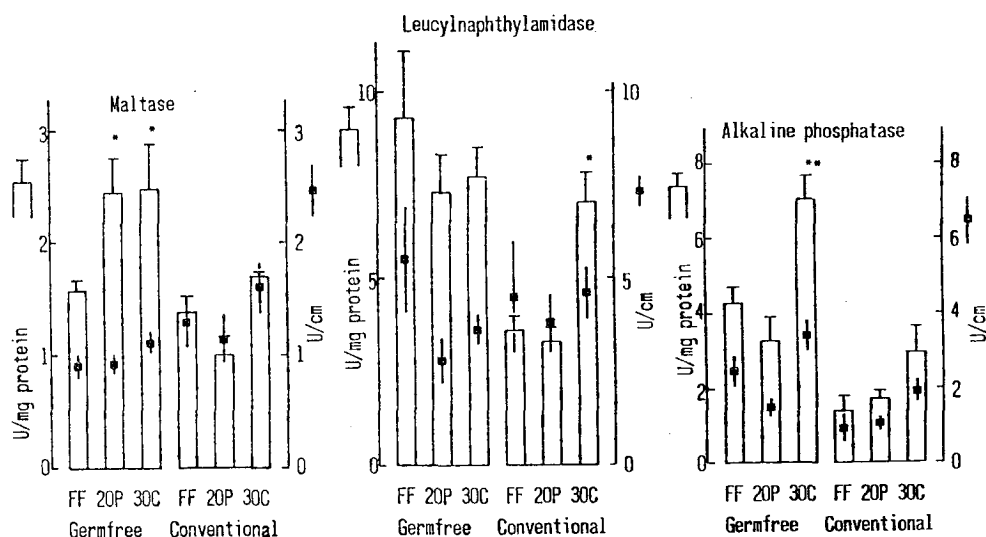 Leucylnaphthylamidase
Maltase
Alkaline phosphatase
3
2
1
0
U/mg protein
* *
3
2
1
0
U/cm
FF 20P 30C FF 20P 30C
Germfree Conventional
10
5
0
U/mg protein
*
10
5
0
U/cm
FF 20P 30C FF 20P 30C
Germfree Conventional
8
6
4
2
0
U/mg protein
**
8
6
4
2
0
U/cm
FF 20P 30C FF 20P 30C
Germfree Conventional